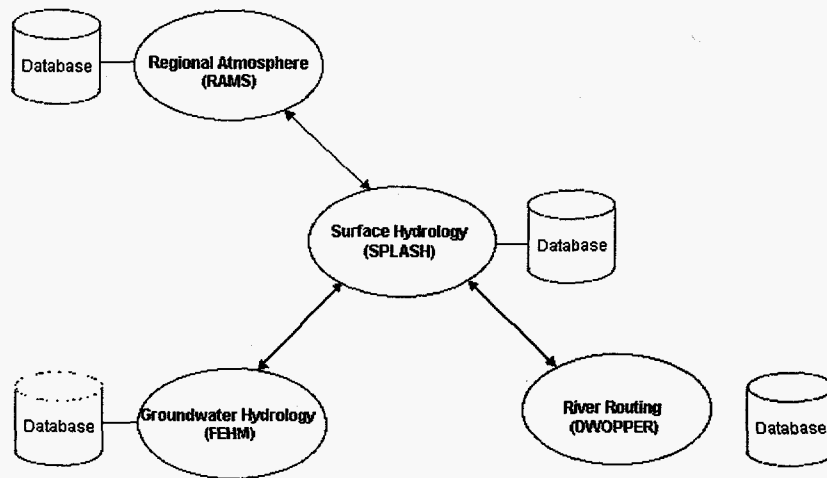 Database
Regional Atmosphere
(RAMS)
Surface Hydrology
(SPLASH)
Database
Database
Groundwater Hydrology
(FEHM)
River Routing
(DWOPPER)
Database